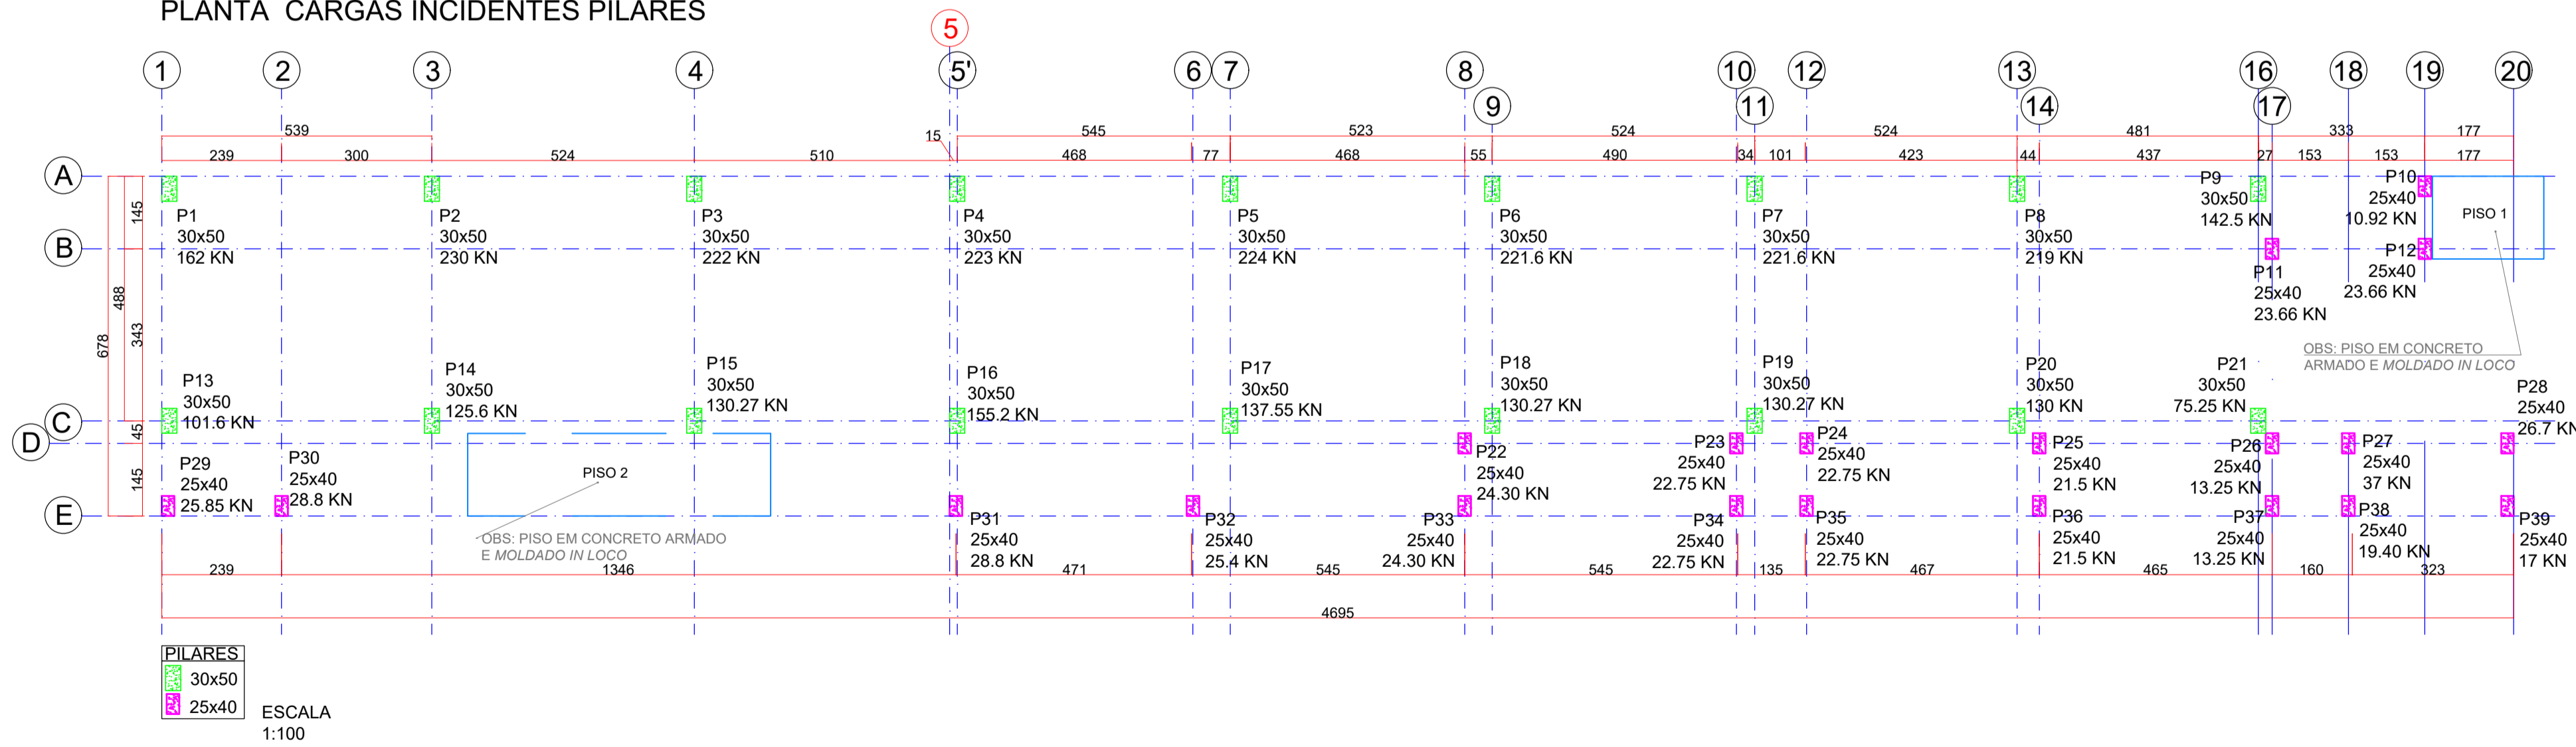 PLANTA CARGAS INCIDENTES PILARES
5
1
2
3
4
5'
6
7
8
10
12
13
16
18
19
20
9
11
14
17
539
15
545
523
524
524
481
333
177
239
300
524
510
468
77
468
55
490
34
101
423
44
437
27
153
153
177
A
B
C
D
E
145
488
343
678
45
145
P1
30x50
162 KN
P2
30x50
230 KN
P3
30x50
222 KN
P4
30x50
223 KN
P5
30x50
224 KN
P6
30x50
221.6 KN
P7
30x50
221.6 KN
P8
30x50
219 KN
P9
30x50
142.5 KN
P10
25x40
10.92 KN
PISO 1
P11
25x40
23.66 KN
P12
25x40
23.66 KN
OBS: PISO EM CONCRETO
ARMADO E MOLDADO IN LOCO
P13
30x50
101.6 KN
P14
30x50
125.6 KN
P15
30x50
130.27 KN
P16
30x50
155.2 KN
P17
30x50
137.55 KN
P18
30x50
130.27 KN
P19
30x50
130.27 KN
P20
30x50
130 KN
P21
30x50
75.25 KN
P28
25x40
26.7 KN
P22
25x40
24.30 KN
P23
25x40
22.75 KN
P24
25x40
22.75 KN
P25
25x40
21.5 KN
P26
25x40
13.25 KN
P27
25x40
37 KN
P29
25x40
25.85 KN
P30
25x40
28.8 KN
PISO 2
OBS: PISO EM CONCRETO ARMADO
E MOLDADO IN LOCO
P31
25x40
28.8 KN
P32
25x40
25.4 KN
P33
25x40
24.30 KN
P34
25x40
22.75 KN
P35
25x40
22.75 KN
P36
25x40
21.5 KN
P37
25x40
13.25 KN
P38
25x40
19.40 KN
P39
25x40
17 KN
239
1346
471
545
545
135
467
465
160
323
4695
PILARES
30x50
25x40
ESCALA
1:100